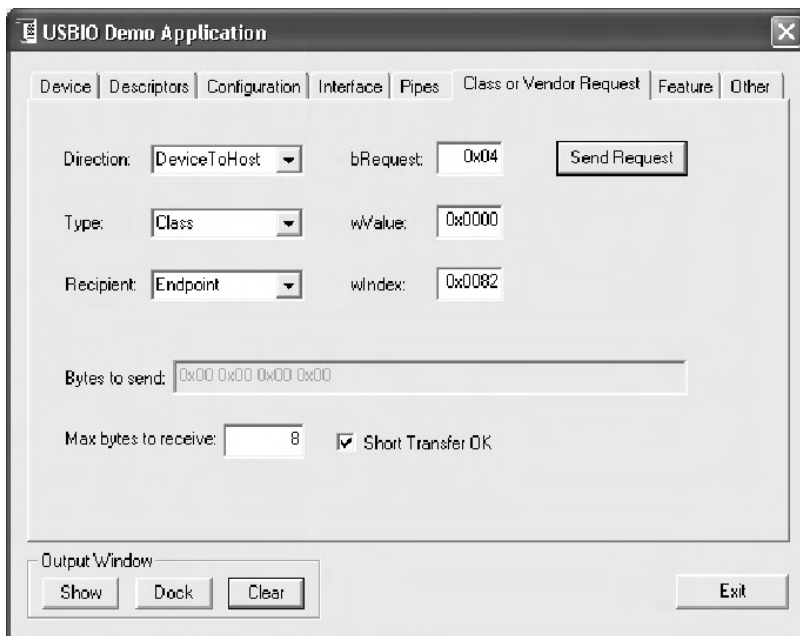 USBIO Demo Application
Device Descriptors Configuration Interface Pipes Class or Vendor Request Feature Other
Direction: DeviceToHost bRequest: 0x04 Send Request
Type: Class wValue: 0x0000
Recipient: Endpoint wIndex: 0x0082
Bytes to send: 0x00 0x00 0x00 0x00
Max bytes to receive: 8 Short Transfer OK
Output Window
Show Dock Clear Exit